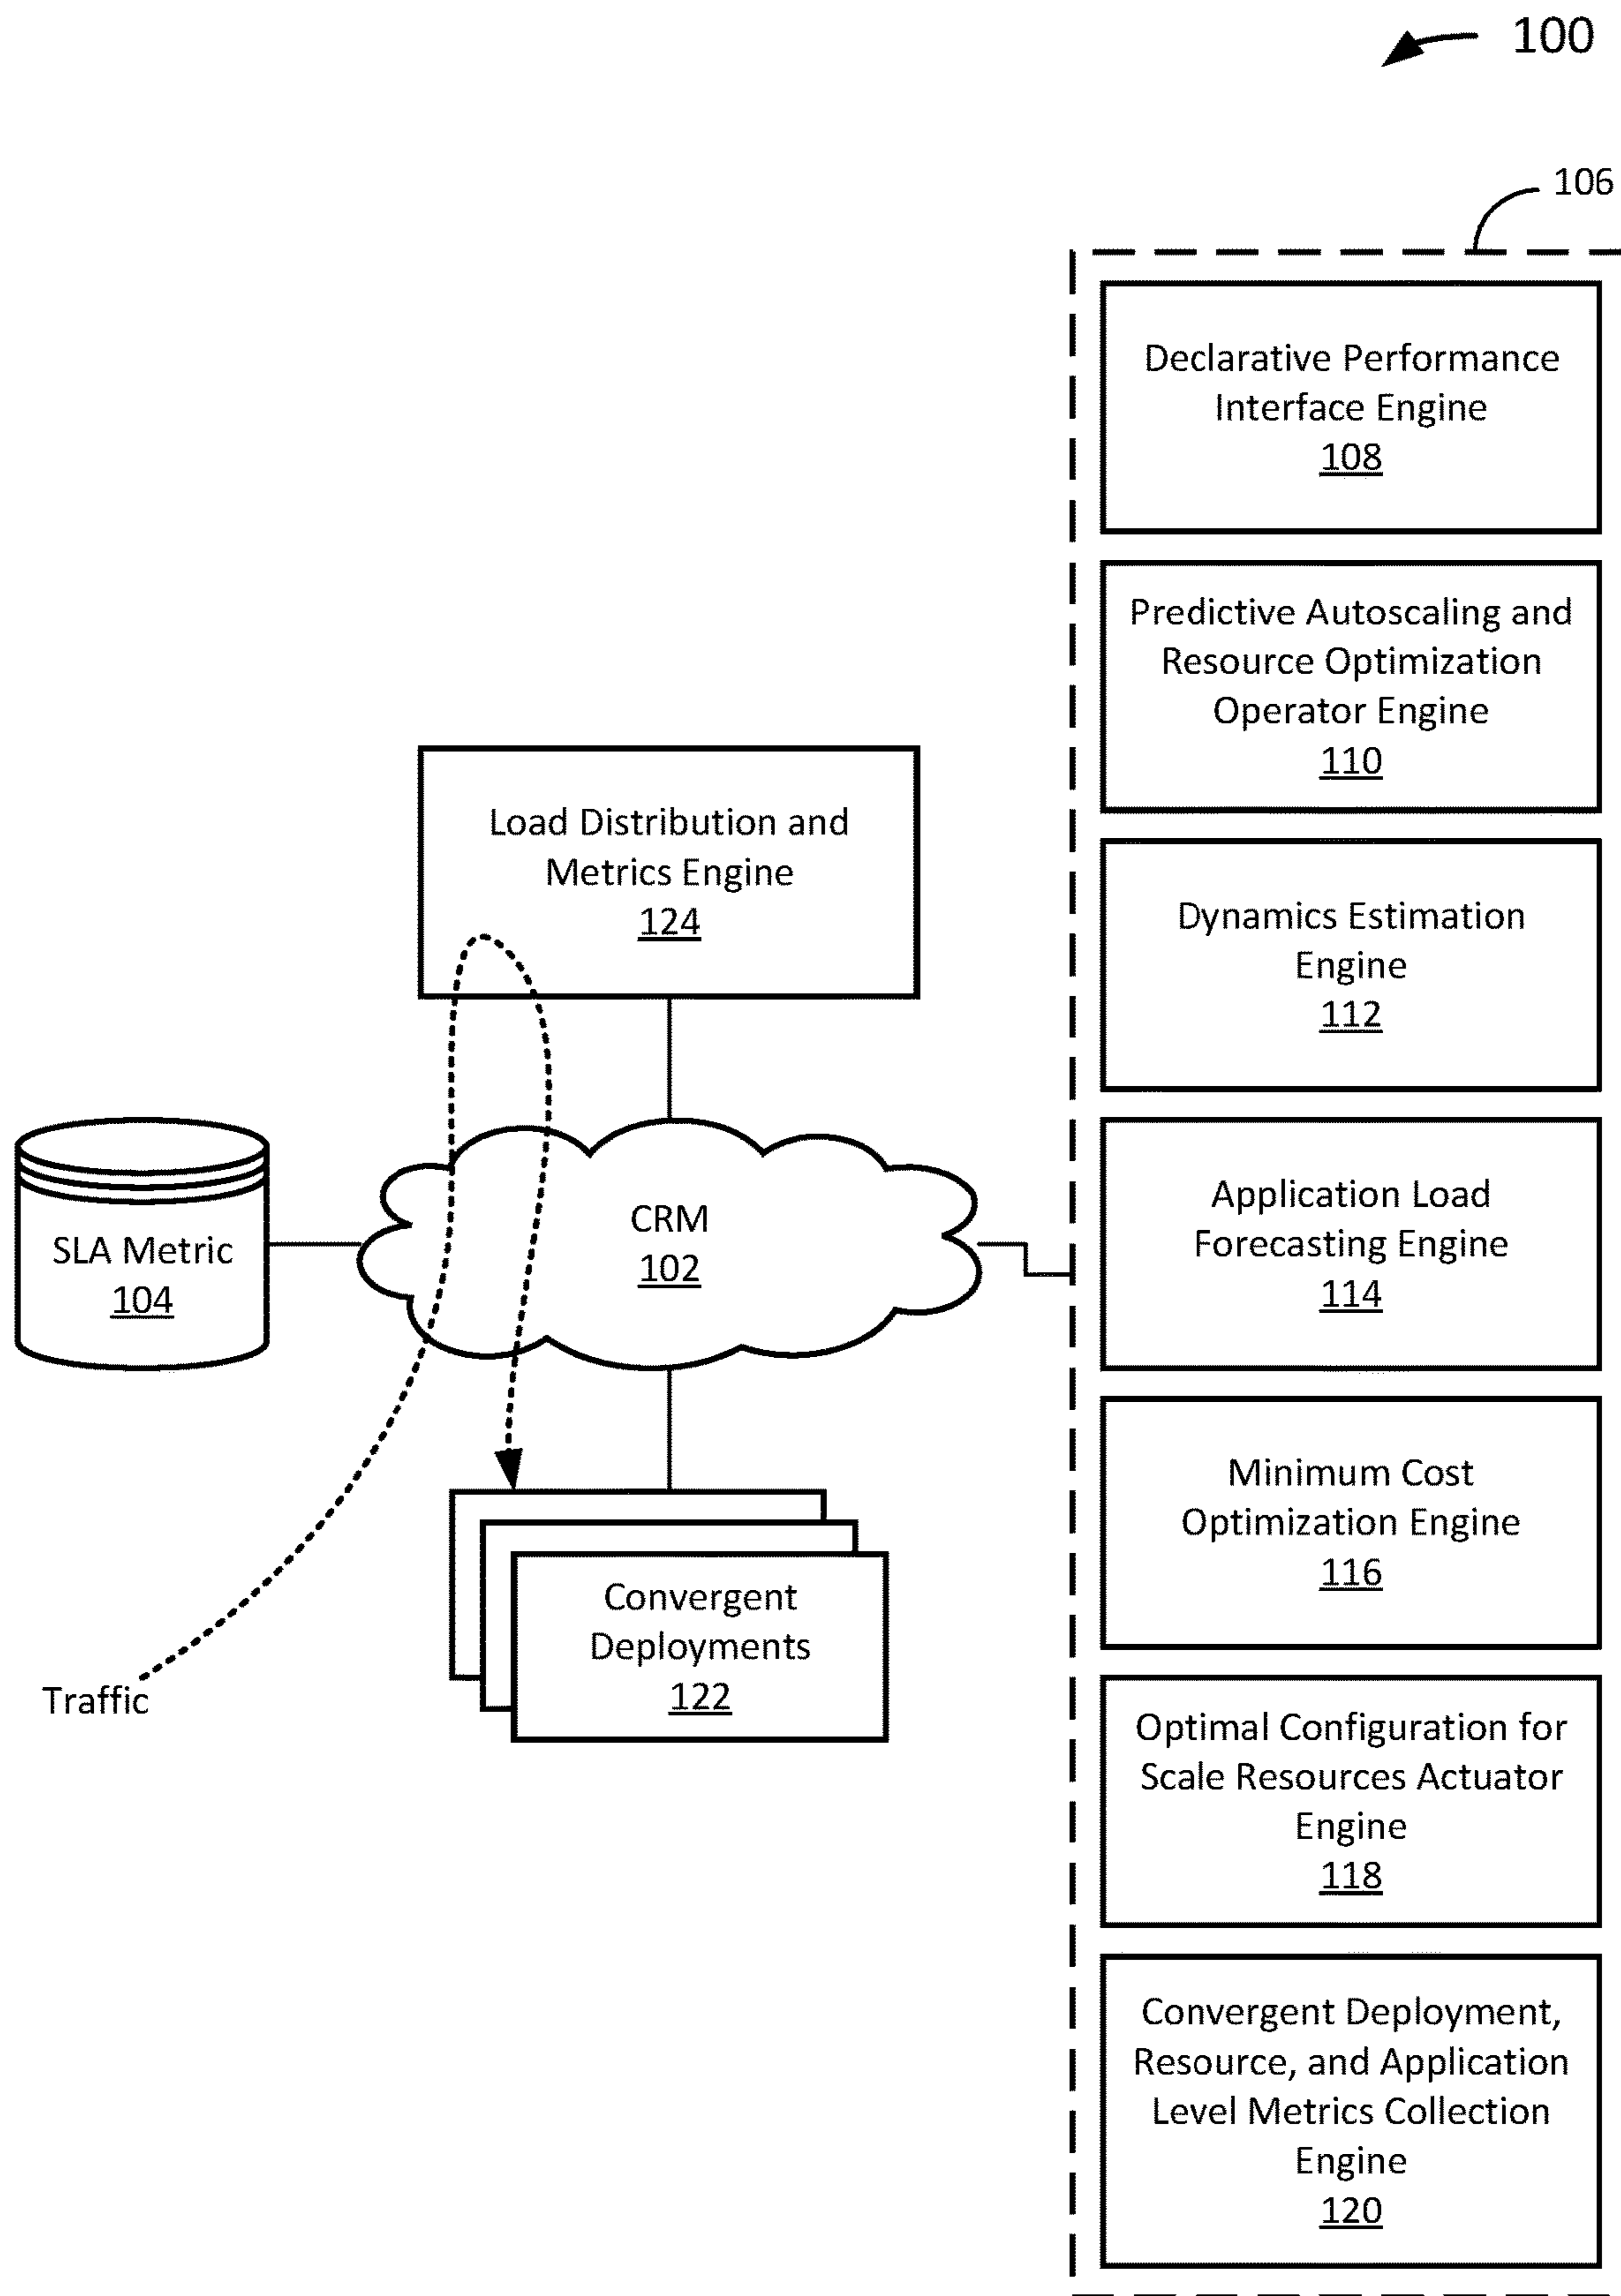 100
106
Declarative Performance
Interface Engine
108
Predictive Autoscaling and
Resource Optimization
Operator Engine
110
Load Distribution and
Metrics Engine
124
Dynamics Estimation
Engine
112
SLA Metric
104
CRM
102
Application Load
Forecasting Engine
114
Minimum Cost
Optimization Engine
116
Convergent
Deployments
122
Traffic
Optimal Configuration for
Scale Resources Actuator
Engine
118
Convergent Deployment,
Resource, and Application
Level Metrics Collection
Engine
120